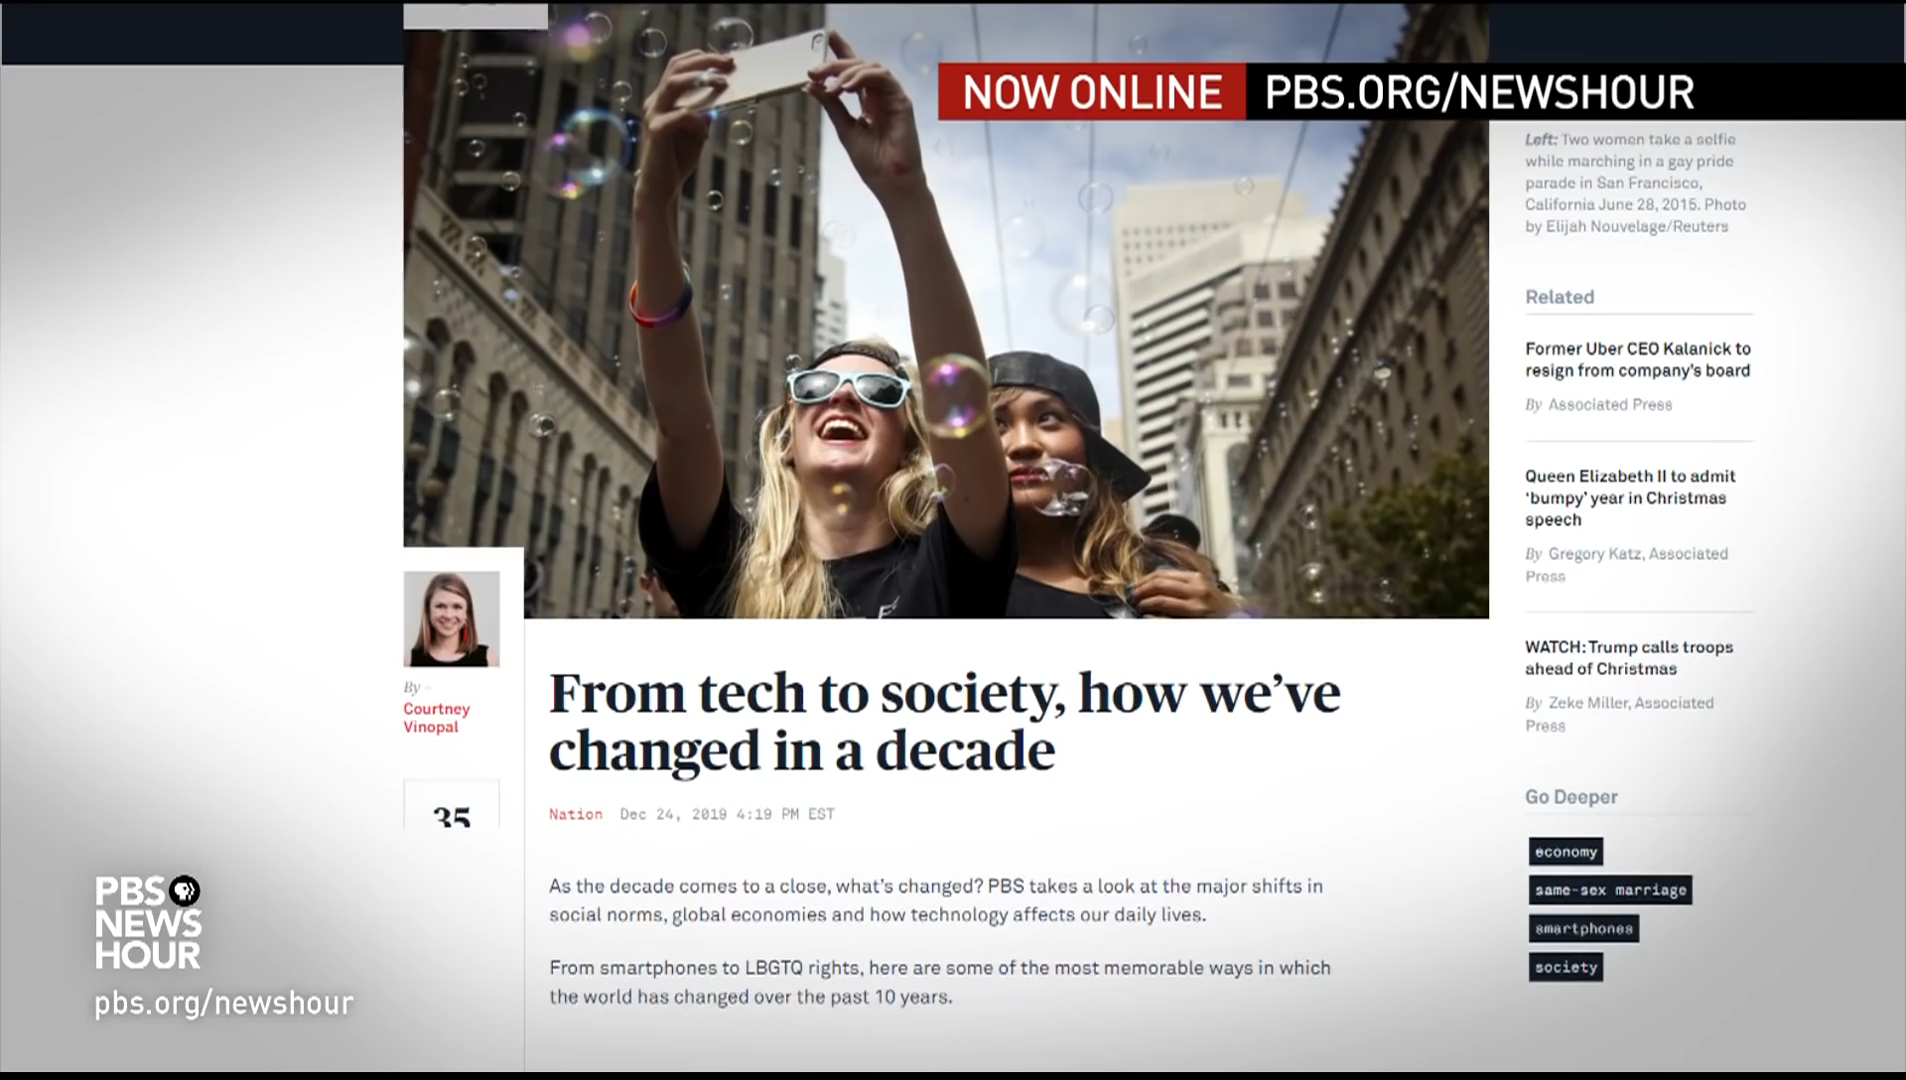 NOW ONLINE PBS.ORG/NEWSHOUR
Left: Two women take a selfie
while marching in a gay pride
parade in San Francisco,
California June 28, 2015. Photo
by Elijah Nouvelage/Reuters
Related
Former Uber CEO Kalanick to
resign from company's board
By Associated Press
Queen Elizabeth II to admit
'bumpy' year in Christmas
speech
By Gregory Katz, Associated
Press
WATCH: Trump calls troops
ahead of Christmas
By Zeke Miller, Associated
Press
Go Deeper
economy
same-sex marriage
smartphones
society
By
Courtney
Vinopal
35
From tech to society, how we've
changed in a decade
Nation Dec 24, 2019 4:19 PM EST
As the decade comes to a close, what's changed? PBS takes a look at the major shifts in
social norms, global economies and how technology affects our daily lives.
From smartphones to LBGTQ rights, here are some of the most memorable ways in which
the world has changed over the past 10 years.
PBS
NEWS
HOUR
pbs.org/newshour